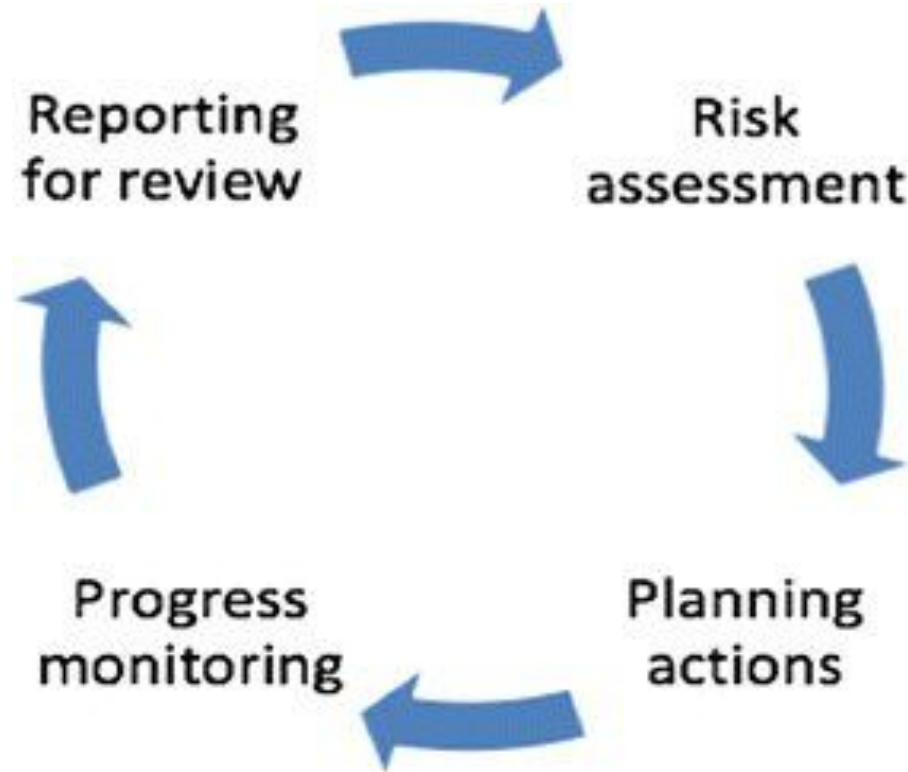 Reporting
for review
Risk
assessment
Progress
monitoring
Planning
actions